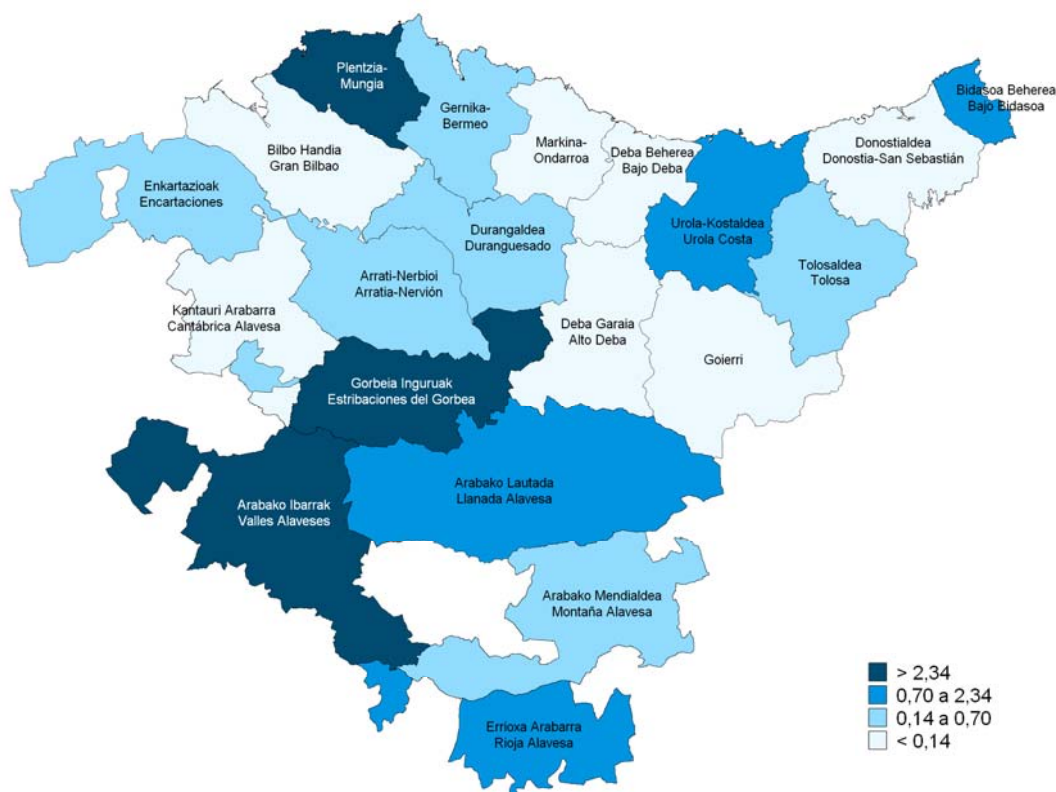 Plentzia-
Mungia
Gernika-
Bermeo
Bidasoa Beherea
Bajo Bidasoa
Bilbo Handia
Gran Bilbao
Markina-
Ondarroa
Deba Beherea
Bajo Deba
Donostialdea
Donostia-San Sebastián
Enkartazioak
Encartaciones
Durangaldea
Duranguesado
Urola-Kostaldea
Urola Costa
Arrati-Nerbioi
Arratia-Nervión
Tolosaldea
Tolosa
Kantauri Arabarra
Cantábrica Alavesa
Deba Garaia
Alto Deba
Goierri
Gorbeia Inguruak
Estribaciones del Gorbea
Arabako Lautada
Llanada Alavesa
Arabako Ibarrak
Valles Alaveses
Arabako Mendialdea
Montaña Alavesa
Errioxa Arabarra
Rioja Alavesa
> 2,34
0,70 a 2,34
0,14 a 0,70
< 0,14